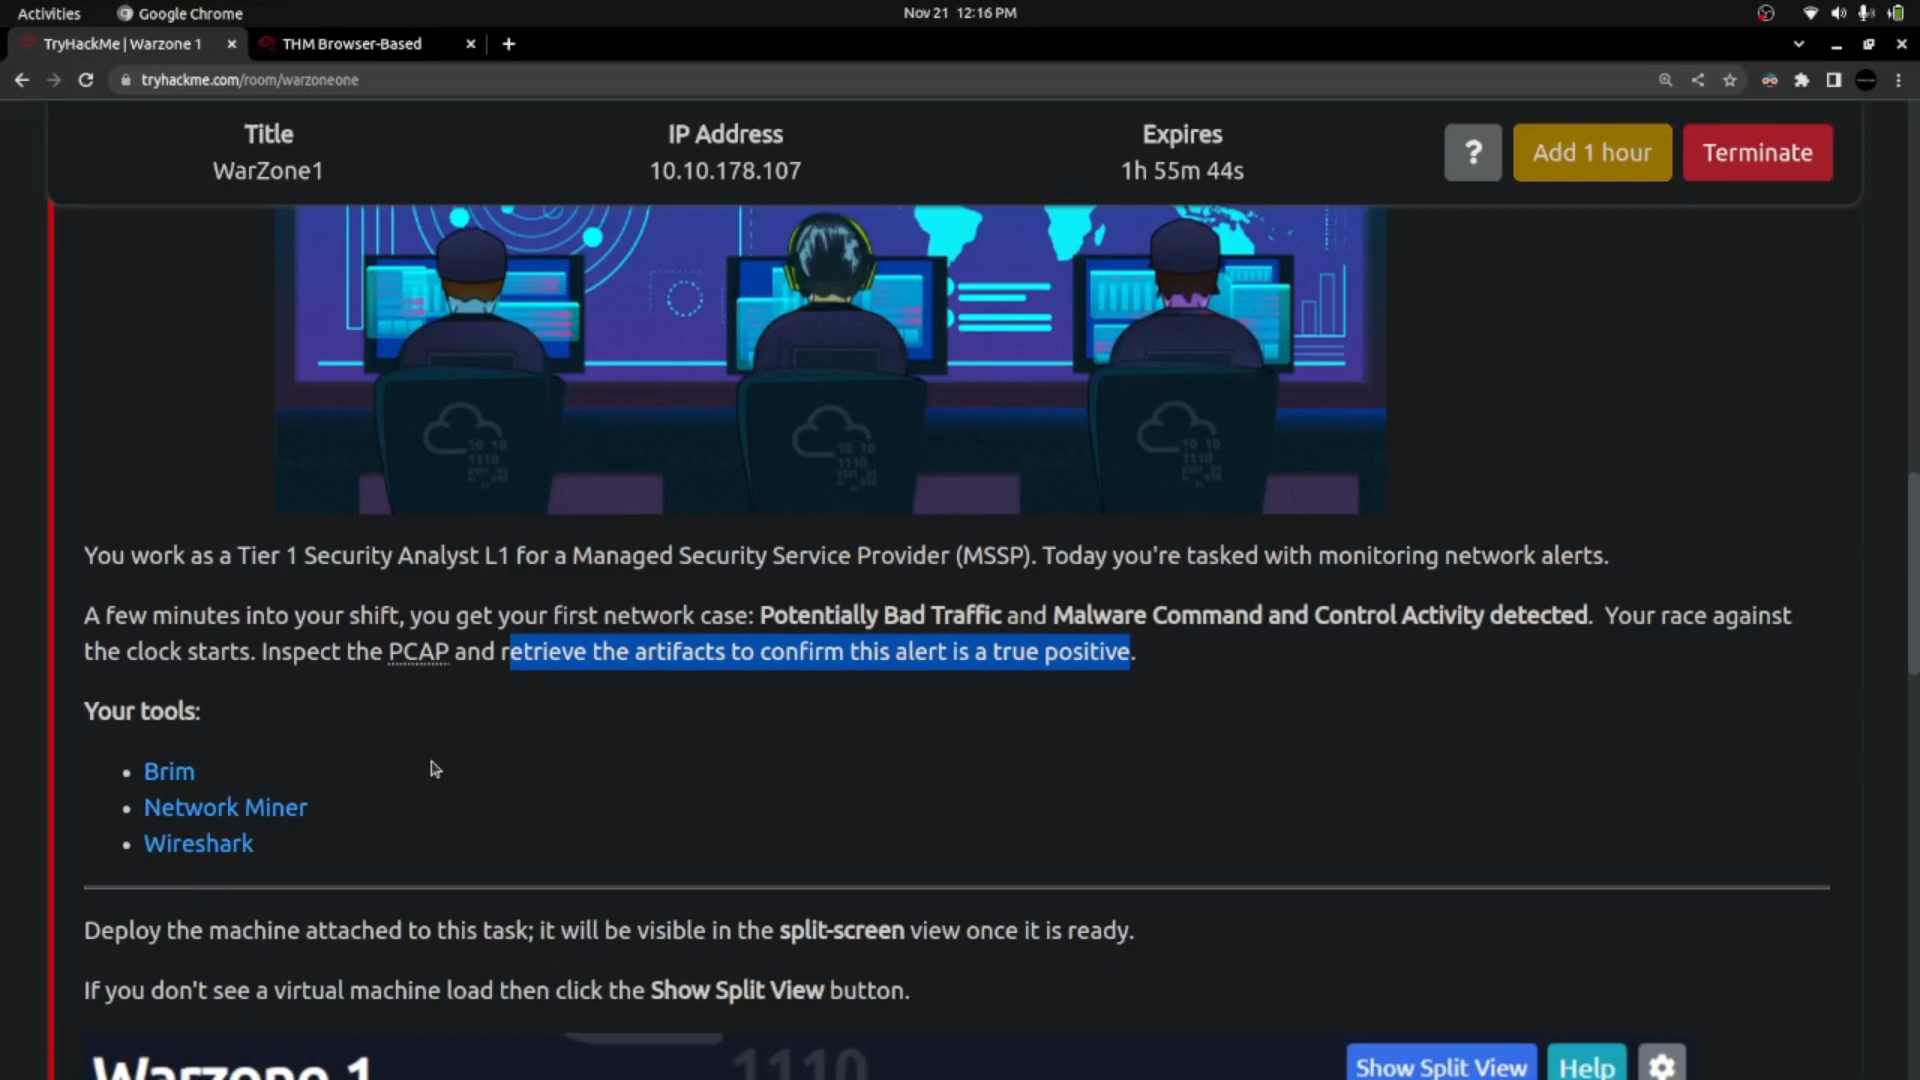 Activities
Google Chrome
Nov 21 12:16 PM
TryHackMe | Warzone 1
THM Browser-Based
tryhackme.com/room/warzoneone
Title
IP Address
Expires
WarZone1
10.10.178.107
1h 55m 44s
?
Add 1 hour
Terminate
You work as a Tier 1 Security Analyst L1 for a Managed Security Service Provider (MSSP). Today you're tasked with monitoring network alerts.
A few minutes into your shift, you get your first network case: Potentially Bad Traffic and Malware Command and Control Activity detected. Your race against
the clock starts. Inspect the PCAP and retrieve the artifacts to confirm this alert is a true positive.
Your tools:
• Brim
• Network Miner
• Wireshark
Deploy the machine attached to this task; it will be visible in the split-screen view once it is ready.
If you don't see a virtual machine load then click the Show Split View button.
Warzone 1
1110
Show Split View
Help